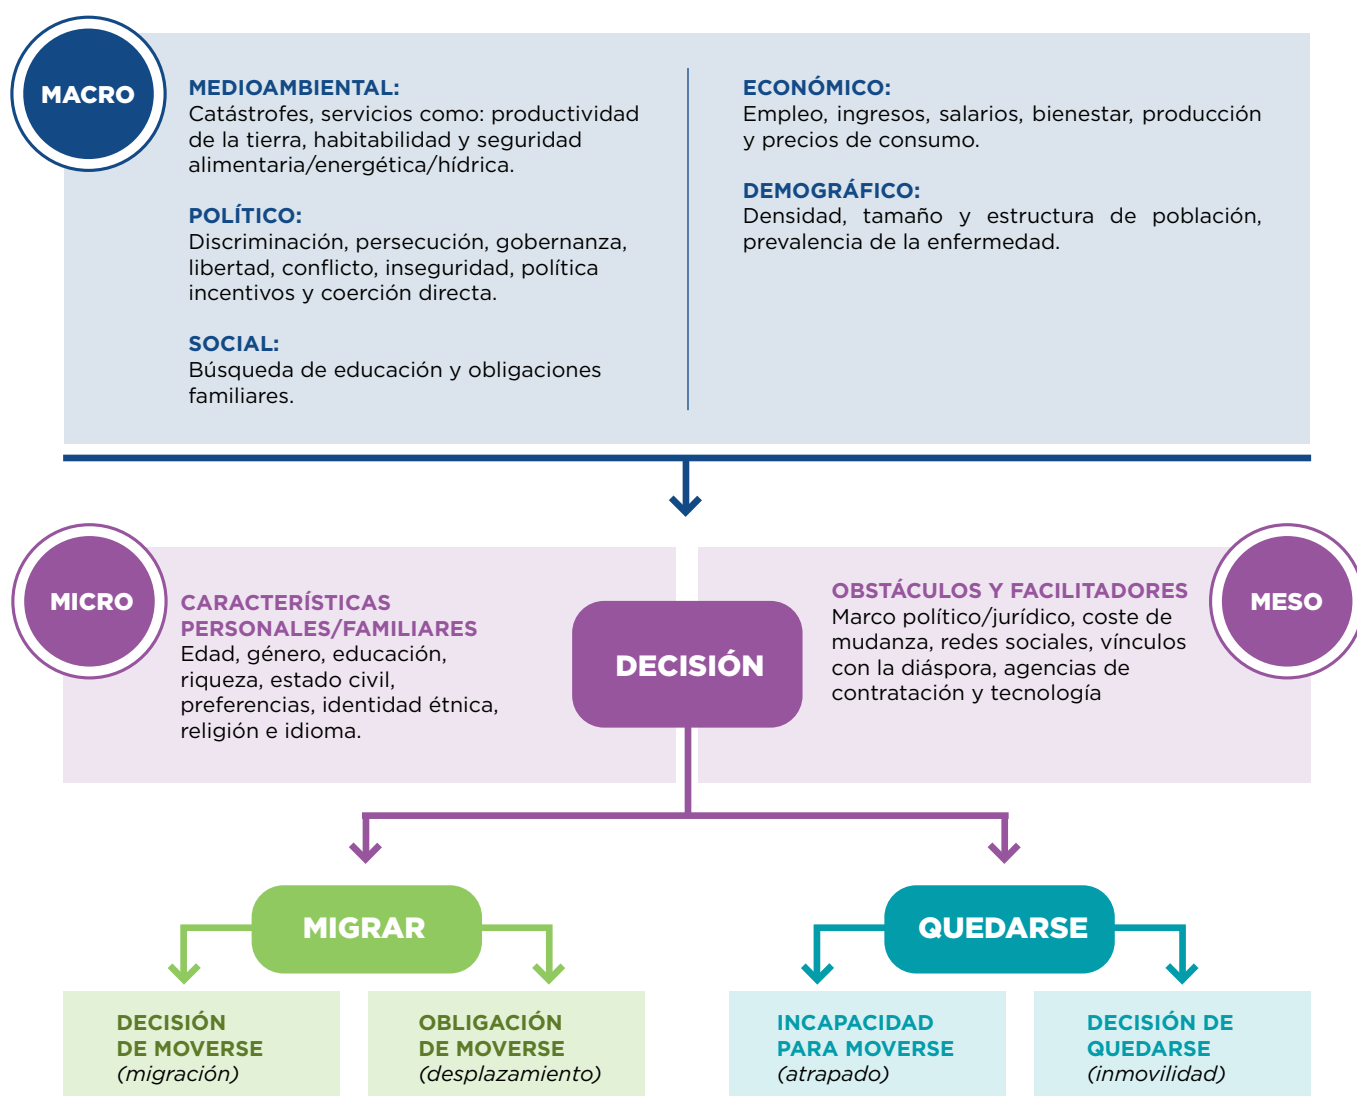 MACRO
MEDIOAMBIENTAL:
Catástrofes, servicios como: productividad
de la tierra, habitabilidad y seguridad
alimentaria/energética/hídrica.
POLÍTICO:
Discriminación, persecución, gobernanza,
libertad, conflicto, inseguridad, política
incentivos y coerción directa.
SOCIAL:
Búsqueda de educación y obligaciones
familiares.
ECONÓMICO:
Empleo, ingresos, salarios, bienestar, producción
y precios de consumo.
DEMOGRÁFICO:
Densidad, tamaño y estructura de población,
prevalencia de la enfermedad.
MICRO
CARACTERÍSTICAS
PERSONALES/FAMILIARES
Edad, género, educación,
riqueza, estado civil,
preferencias, identidad étnica,
religión e idioma.
DECISIÓN
OBSTÁCULOS Y FACILITADORES
Marco político/jurídico, coste de
mudanza, redes sociales, vínculos
con la diáspora, agencias de
contratación y tecnología
MESO
MIGRAR
QUEDARSE
DECISIÓN
DE MOVERSE
(migración)
OBLIGACIÓN
DE MOVERSE
(desplazamiento)
INCAPACIDAD
PARA MOVERSE
(atrapado)
DECISIÓN DE
QUEDARSE
(inmovilidad)